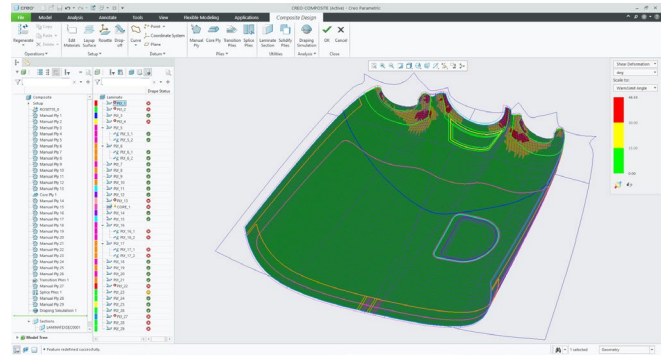 CREO-COMPOSITE (Active) - Creo Parametric
File Model Analysis Annotate Tools View Flexible Modeling Applications Composite Design
Regenerate
Copy
Paste
Delete
Edit Materials
Layup Surface
Rosette
Drop-off
Curve
Point
Coordinate System
Plane
Manual Ply
Core Ply
Transition Plies
Splice Plies
Laminate Section
Solidify Plies
Shaping Simulation
OK
Cancel
Operations
Setup
Datum
Plies
Utilities
Analysis
Close
Composite
Setup
ROSETTE_0
Manual Ply 1
Manual Ply 2
Manual Ply 3
Manual Ply 4
Manual Ply 5
Manual Ply 6
Manual Ply 7
Manual Ply 8
Manual Ply 9
Manual Ply 10
Manual Ply 11
Manual Ply 12
Manual Ply 13
Core Ply 1
Manual Ply 14
Manual Ply 15
Manual Ply 16
Manual Ply 17
Manual Ply 18
Manual Ply 19
Manual Ply 20
Manual Ply 21
Manual Ply 22
Manual Ply 23
Manual Ply 24
Manual Ply 25
Manual Ply 26
Transition Plies 1
Manual Ply 27
Splice Plies 1
Manual Ply 28
Manual Ply 29
Shaping Simulation 1
Sections
Model Tree
Drape Status
Laminate
PLY_1
PLY_2
PLY_3
PLY_4
PLY_5
PLY_5_1
PLY_5_2
PLY_6
PLY_6_1
PLY_6_2
PLY_7
PLY_8
PLY_9
PLY_10
PLY_11
PLY_12
PLY_13
CORE_1
PLY_14
PLY_15
PLY_16
PLY_16_1
PLY_16_2
PLY_17
PLY_17_1
PLY_17_2
PLY_18
PLY_19
PLY_20
PLY_21
PLY_22
PLY_23
PLY_24
PLY_25
PLY_26
PLY_27
PLY_28
PLY_29
Shear Deformation
deg
Scale to:
Warn/Limit Angle
30.00
15.00
0.00
Feature redefined successfully.
1 selected
Geometry